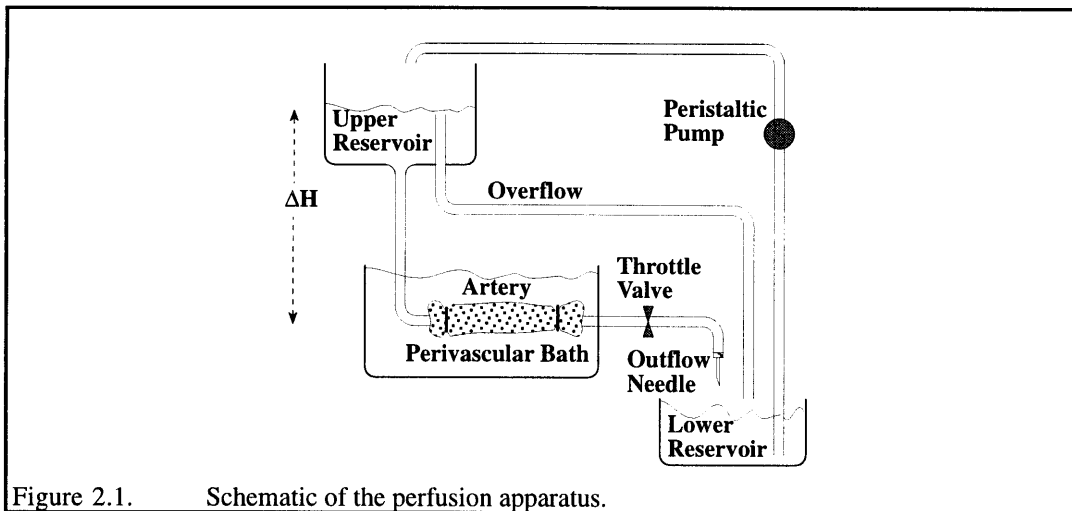 Upper
Reservoir
Peristaltic
Pump
ΔH
Overflow
Throttle
Valve
Artery
Perivascular Bath
Outflow
Needle
Lower
Reservoir
Figure 2.1. Schematic of the perfusion apparatus.